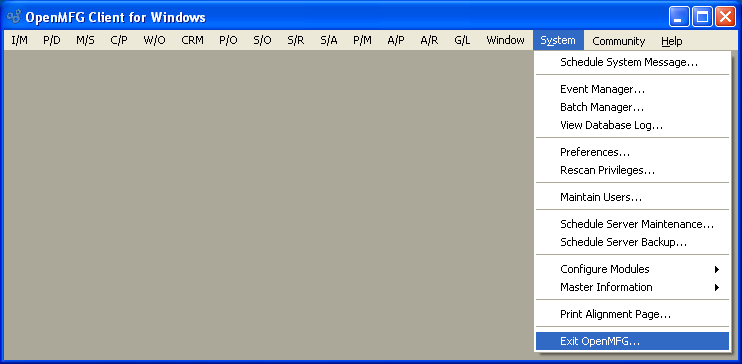 OpenMFG Client for Windows
I/M P/D M/S C/P W/O CRM P/O S/O S/R S/A P/M A/P A/R G/L Window System Community Help
Schedule System Message...
Event Manager...
Batch Manager...
View Database Log...
Preferences...
Rescan Privileges...
Maintain Users...
Schedule Server Maintenance...
Schedule Server Backup...
Configure Modules
Master Information
Print Alignment Page...
Exit OpenMFG...